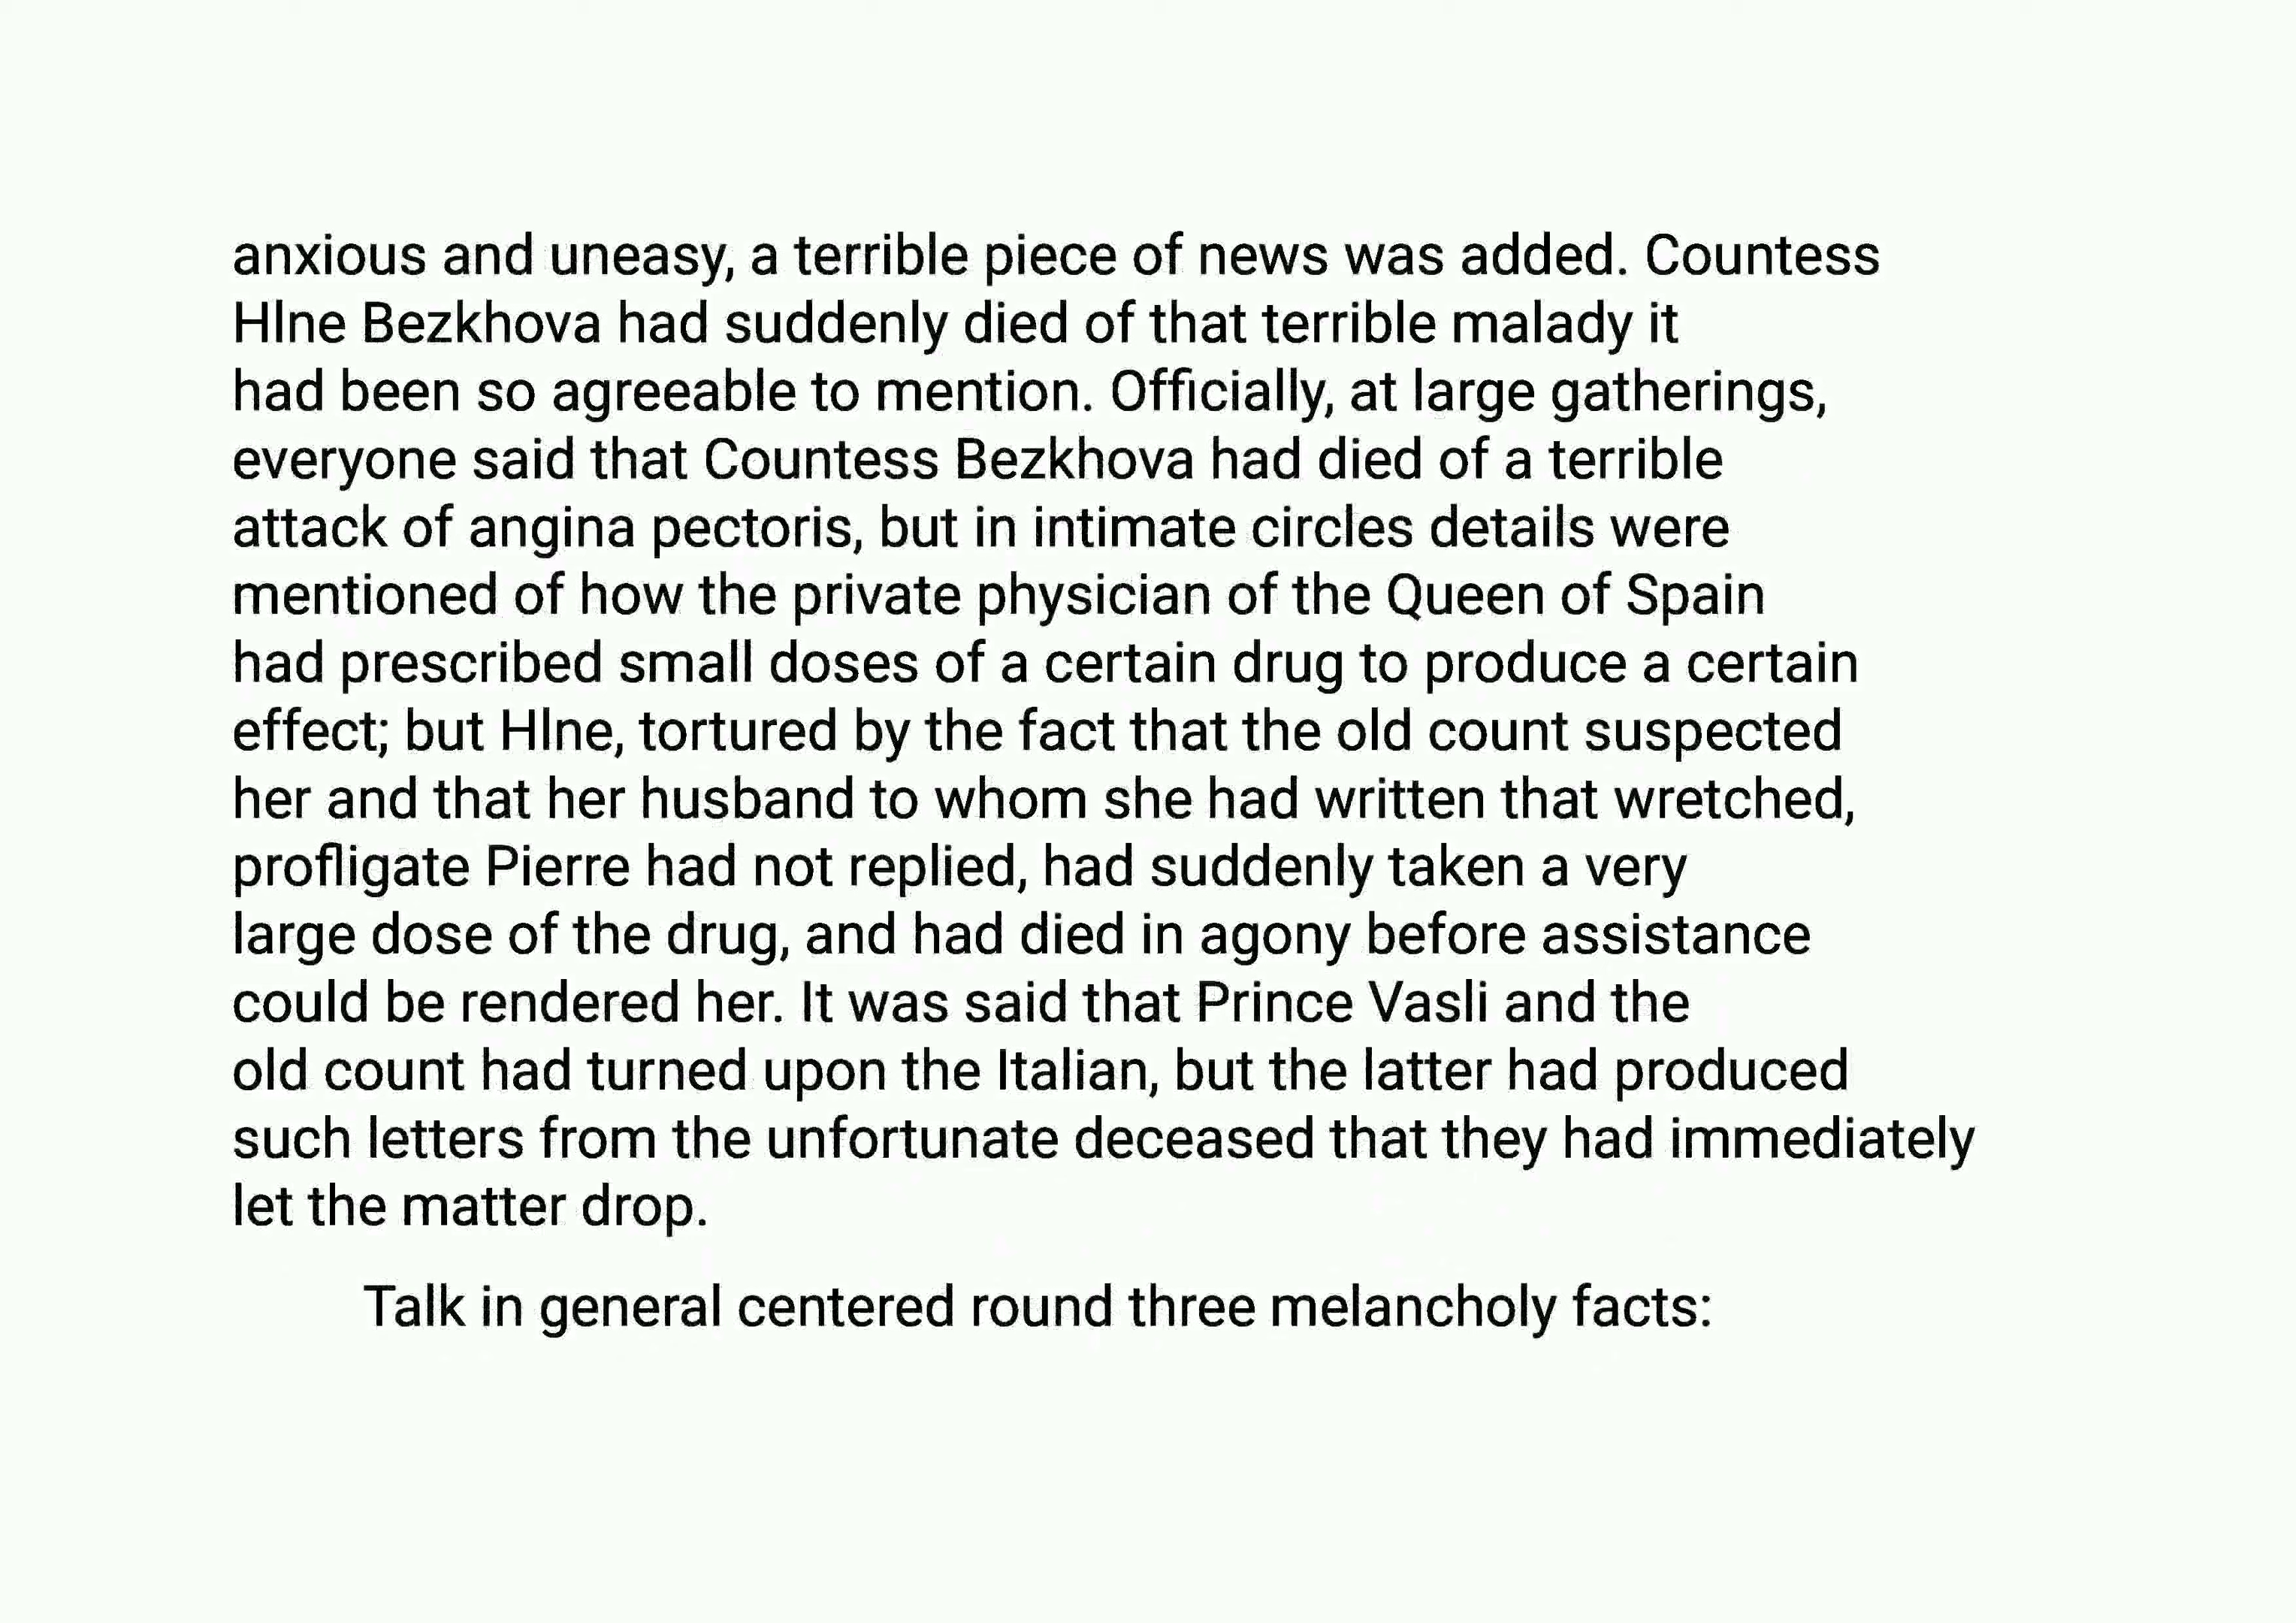 anxious and uneasy, a terrible piece of news was added. Countess
Hlne Bezkhova had suddenly died of that terrible malady it
had been so agreeable to mention. Officially, at large gatherings,
everyone said that Countess Bezkhova had died of a terrible
attack of angina pectoris, but in intimate circles details were
mentioned of how the private physician of the Queen of Spain
had prescribed small doses of a certain drug to produce a certain
effect; but Hlne, tortured by the fact that the old count suspected
her and that her husband to whom she had written that wretched,
profligate Pierre had not replied, had suddenly taken a very
large dose of the drug, and had died in agony before assistance
could be rendered her. It was said that Prince Vasli and the
old count had turned upon the Italian, but the latter had produced
such letters from the unfortunate deceased that they had immediately
let the matter drop.
Talk in general centered round three melancholy facts: